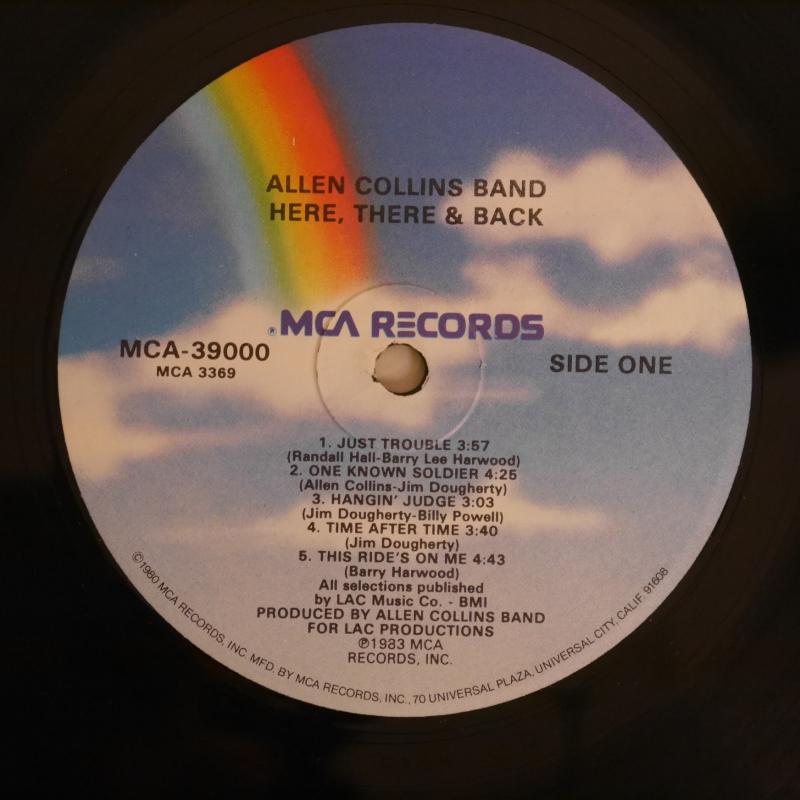 ALLEN COLLINS BAND
HERE, THERE & BACK
® MCA RECORDS
MCA-39000
MCA 3369
SIDE ONE
1. JUST TROUBLE 3:57
(Randall Hall-Barry Lee Harwood)
2. ONE KNOWN SOLDIER 4:25
(Allen Collins-Jim Dougherty)
3. HANGIN' JUDGE 3:03
(Jim Dougherty-Billy Powell)
4. TIME AFTER TIME 3:40
(Jim Dougherty)
5. THIS RIDE'S ON ME 4:43
(Barry Harwood)
All selections published
by LAC Music Co. - BMI
PRODUCED BY ALLEN COLLINS BAND
FOR LAC PRODUCTIONS
℗1983 MCA
RECORDS, INC.
©1980 MCA RECORDS, INC. MFD. BY MCA RECORDS, INC., 70 UNIVERSAL PLAZA, UNIVERSAL CITY, CALIF. 91608